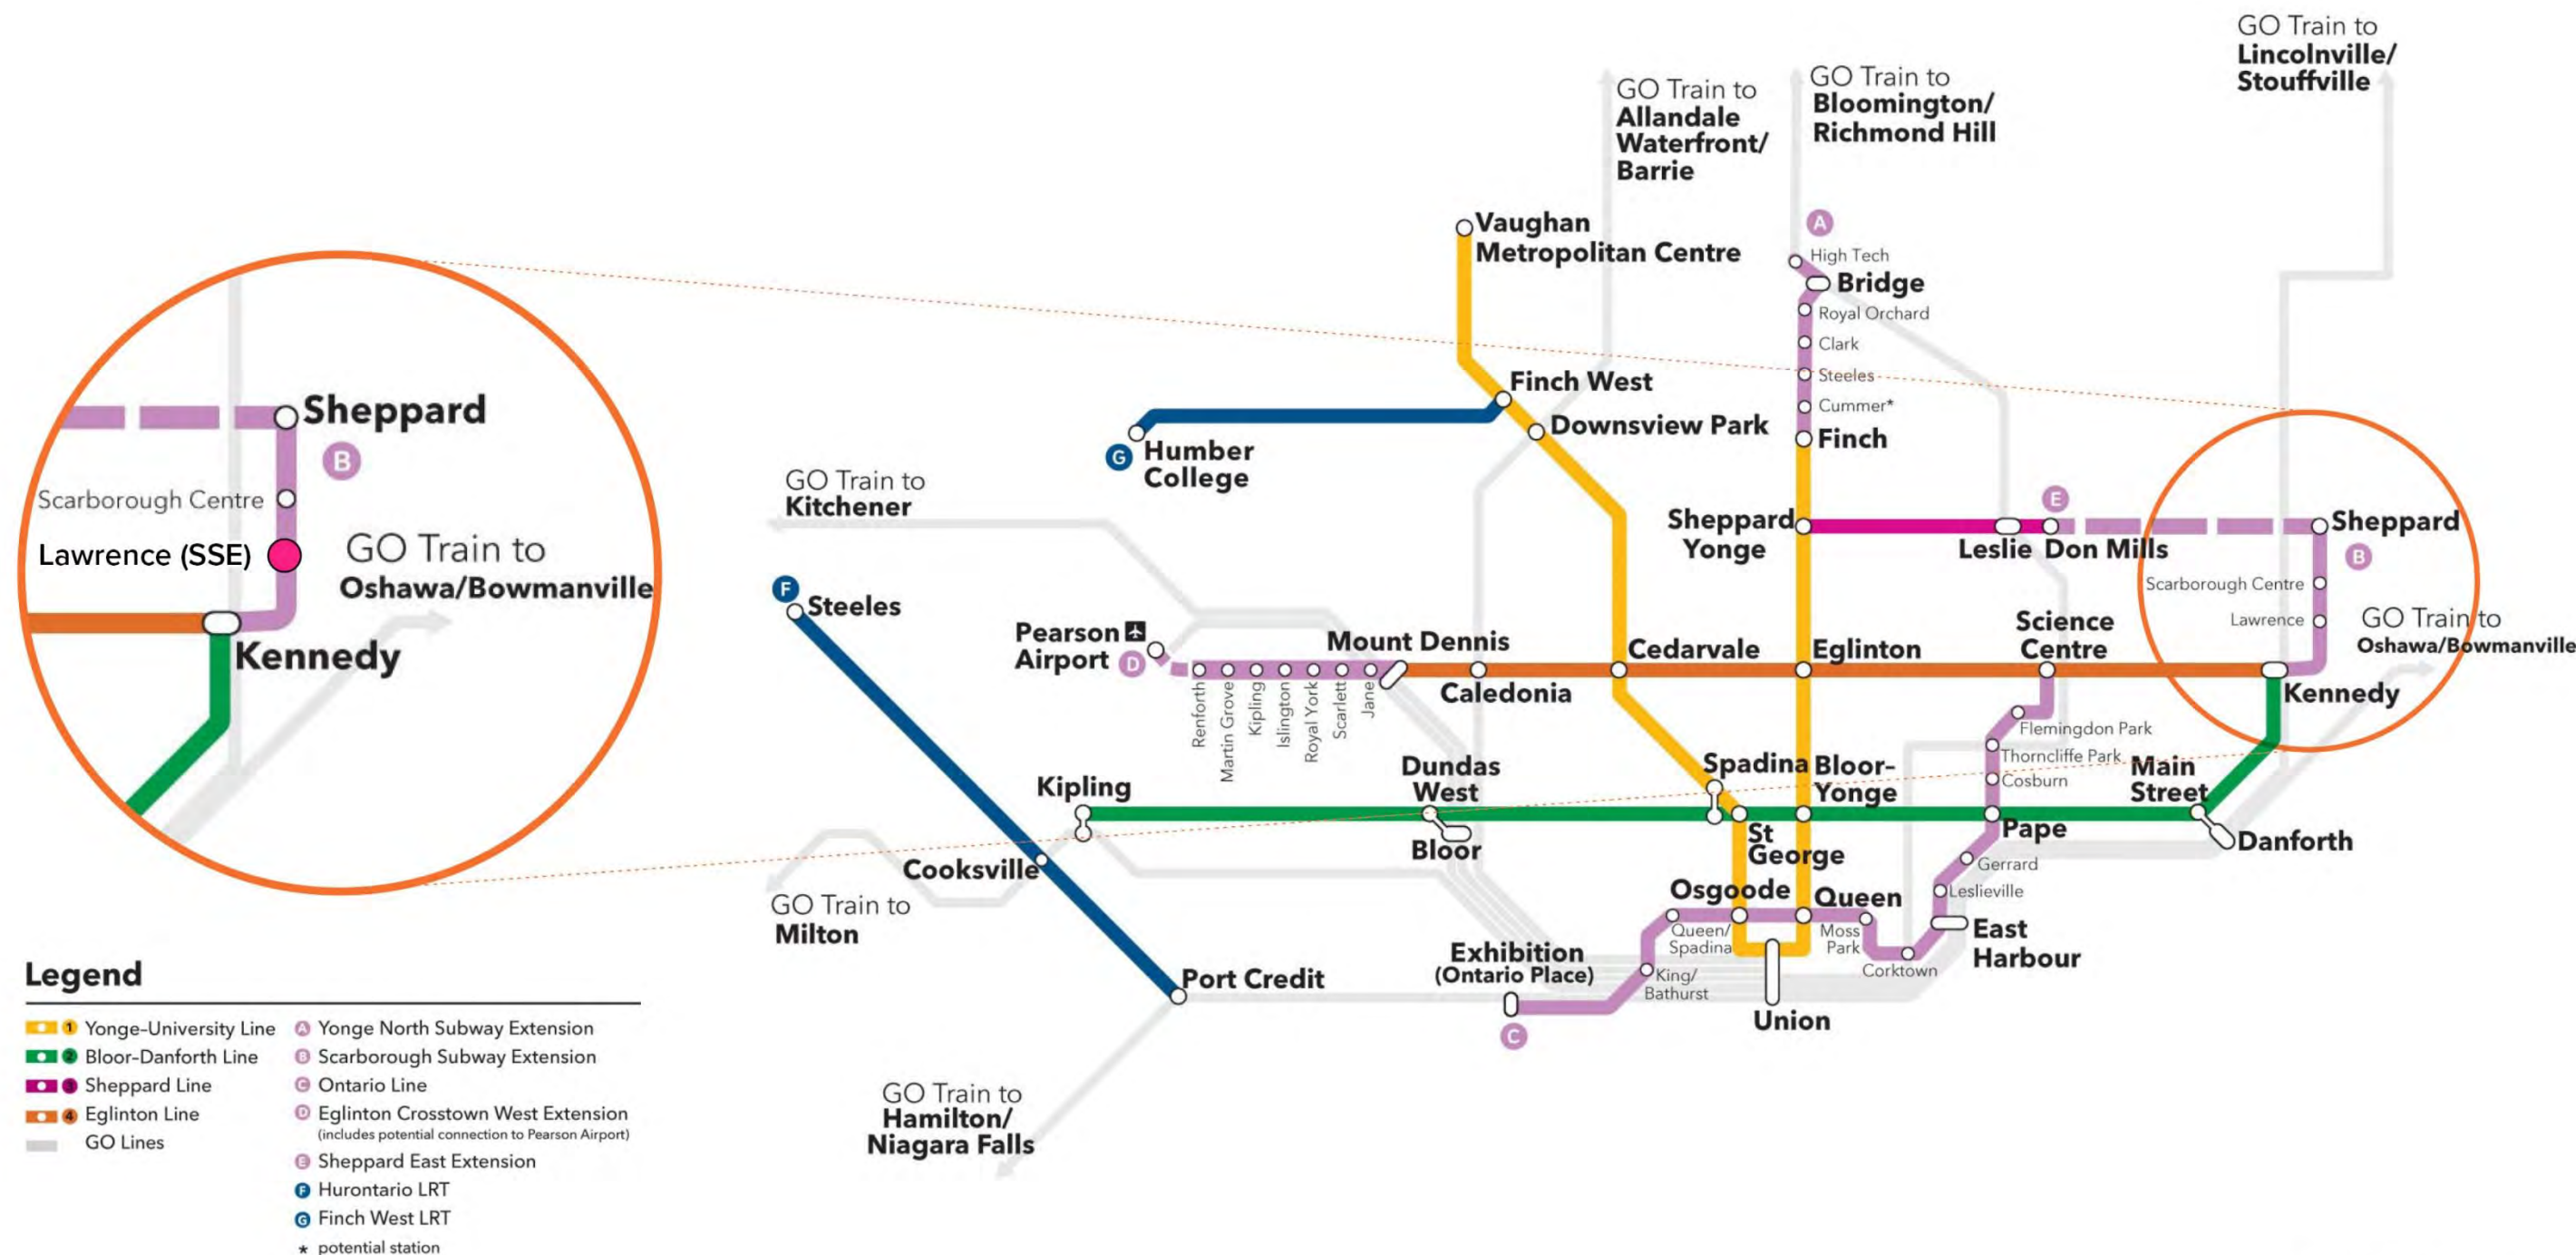 GO Train to
Lincolnville/
Stouffville
GO Train to
Allandale
Waterfront/
Barrie
GO Train to
Bloomington/
Richmond Hill
A
High Tech
Bridge
Royal Orchard
Clark
Steeles
Cummer*
Finch
Vaughan
Metropolitan Centre
Finch West
Downsview Park
G
Humber
College
GO Train to
Kitchener
Sheppard
B
Scarborough Centre
Lawrence (SSE)
GO Train to
Oshawa/Bowmanville
Kennedy
Sheppard
Yonge
Leslie
Don Mills
E
Sheppard
B
Scarborough Centre
Lawrence
GO Train to
Oshawa/Bowmanville
Kennedy
F
Steeles
Pearson
Airport
D
Renforth
Martin Grove
Kipling
Islington
Royal York
Scarlett
Jane
Mount Dennis
Caledonia
Cedarvale
Eglinton
Science
Centre
Flemingdon Park
Thorncliffe Park
Cosburn
Pape
Gerrard
Leslieville
East
Harbour
Kipling
Dundas
West
Bloor
Spadina
Bloor-
Yonge
St
George
Main
Street
Danforth
Cooksville
GO Train to
Milton
Osgoode
Queen
Queen/
Spadina
Moss
Park
Corktown
King/
Bathurst
Exhibition
(Ontario Place)
C
Union
Port Credit
GO Train to
Hamilton/
Niagara Falls
Legend
1 Yonge-University Line
2 Bloor-Danforth Line
3 Sheppard Line
4 Eglinton Line
GO Lines
A Yonge North Subway Extension
B Scarborough Subway Extension
C Ontario Line
D Eglinton Crosstown West Extension
(includes potential connection to Pearson Airport)
E Sheppard East Extension
F Hurontario LRT
G Finch West LRT
* potential station